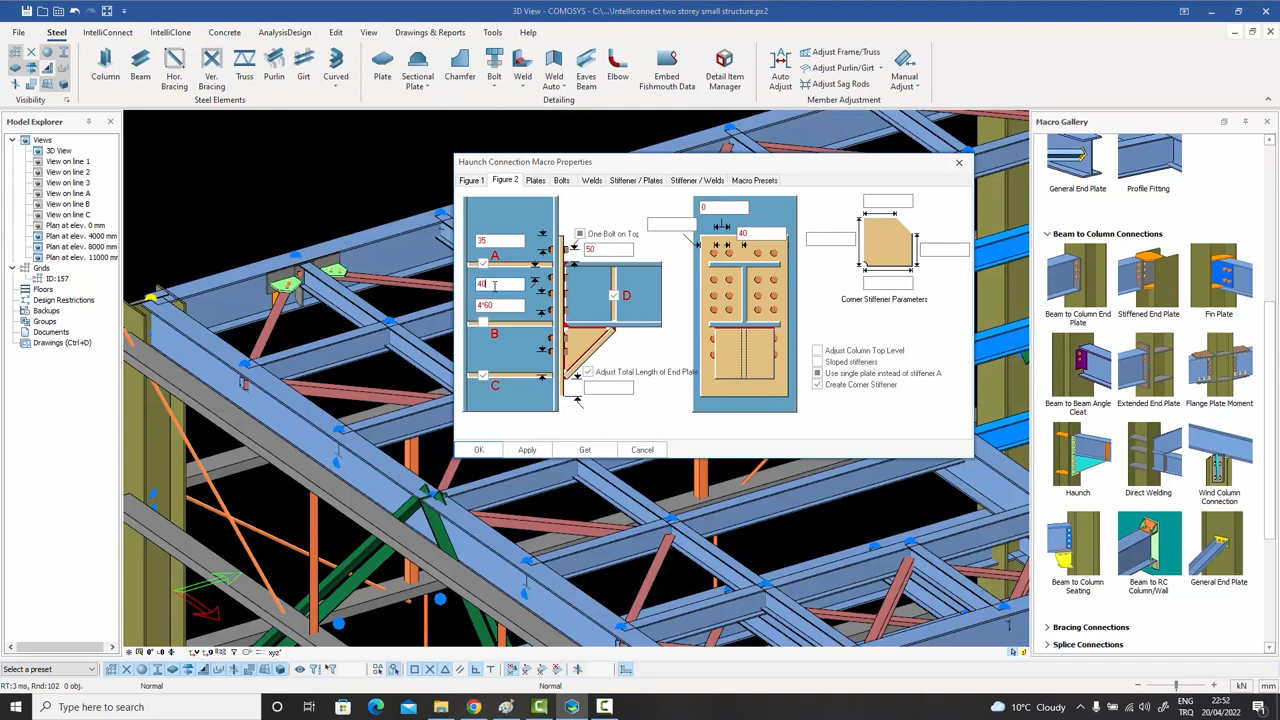 3D View - COMOSYS - C:\...\Intelliconnect two storey small structure.px2
File Steel IntelliConnect IntelliClone Concrete AnalysisDesign Edit View Drawings & Reports Tools Help
Column Beam Hor. Bracing Ver. Bracing Truss Purlin Girt Curved
Plate Sectional Plate Chamfer Bolt Weld Weld Auto Eaves Beam Elbow Embed Fishmouth Data Detail Item Manager
Auto Adjust Adjust Frame/Truss Adjust Purlin/Girt Adjust Sag Rods Manual Adjust
Visibility Steel Elements Detailing Member Adjustment
Model Explorer
Views
3D View
View on line 1
View on line 2
View on line 3
View on line A
View on line B
View on line C
Plan at elev. 0 mm
Plan at elev. 4000 mm
Plan at elev. 8000 mm
Plan at elev. 11000 mm
Grids
ID:157
Floors
Design Restrictions
Backups
Groups
Documents
Drawings (Ctrl+D)
Haunch Connection Macro Properties
Figure 1 Figure 2 Plates Bolts Welds Stiffener / Plates Stiffener / Welds Macro Presets
35
A
40
4*60
B
C
One Bolt on Top
50
D
Adjust Total Length of End Plate
0
40
Corner Stiffener Parameters
Adjust Column Top Level
Sloped stiffeners
Use single plate instead of stiffener A
Create Corner Stiffener
OK Apply Get Cancel
Macro Gallery
General End Plate Profile Fitting
Beam to Column Connections
Beam to Column End Plate Stiffened End Plate Fin Plate
Beam to Beam Angle Cleat Extended End Plate Flange Plate Moment
Haunch Direct Welding Wind Column Connection
Beam to Column Seating Beam to RC Column/Wall General End Plate
Bracing Connections
Splice Connections
Select a preset
RT:3 ms, Rnd:102 0 obj. Normal Normal kN mm
Type here to search
10°C Cloudy
ENG
TRQ
22:52
20/04/2022